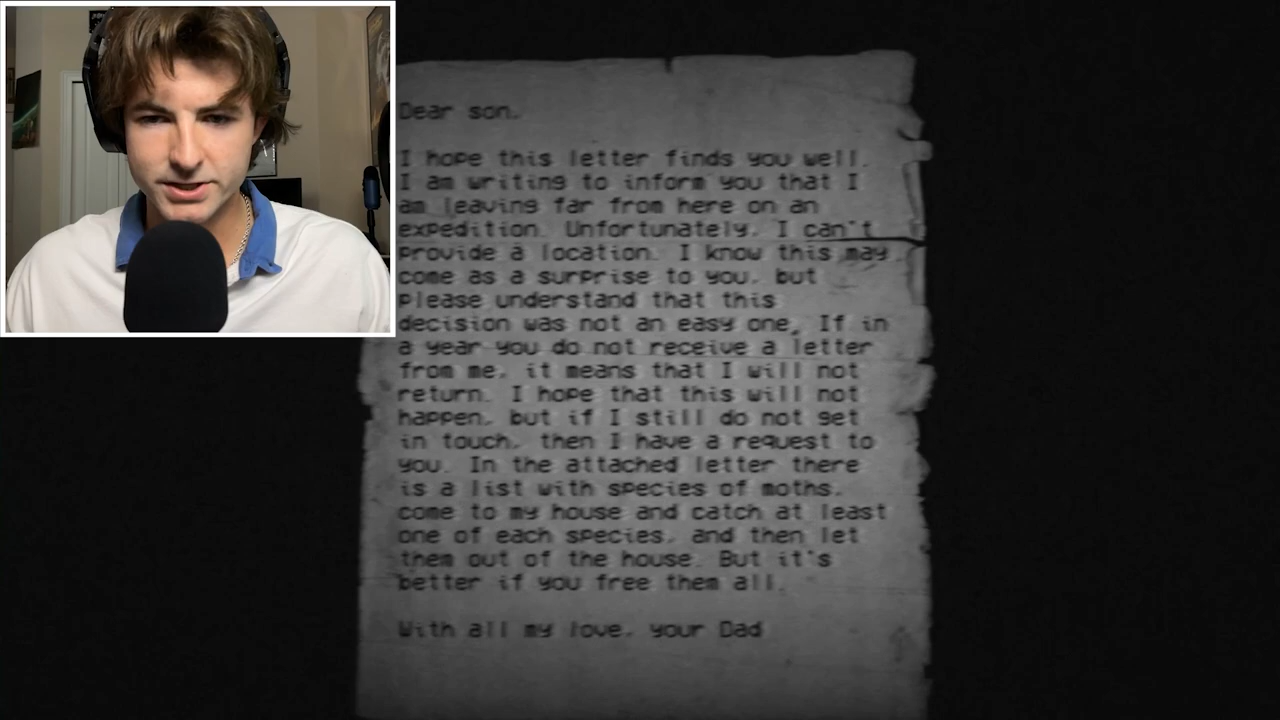 Dear son.
I hope this letter finds you well.
I am writing to inform you that I
am leaving far from here on an
expedition. Unfortunately, I can't
provide a location. I know this may
come as a surprise to you, but
please understand that this
decision was not an easy one, If in
a year you do not receive a letter
from me, it means that I will not
return. I hope that this will not
happen, but if I still do not get
in touch, then I have a request to
you. In the attached letter there
is a list with species of moths,
come to my house and catch at least
one of each species, and then let
them out of the house. But it's
better if you free them all.
With all my love, your Dad